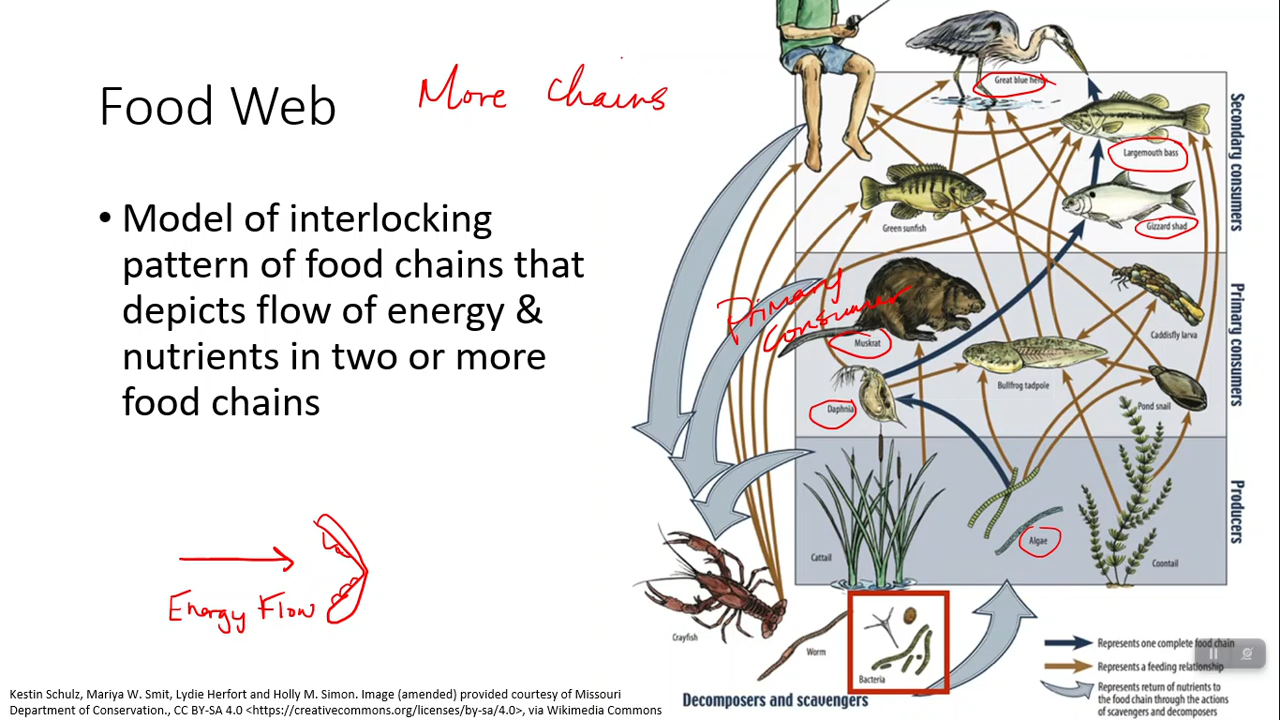 Food Web
More Chains
• Model of interlocking
pattern of food chains that
depicts flow of energy &
nutrients in two or more
food chains
Energy Flow
Great blue heron
Largemouth bass
Green sunfish
Gizzard shad
Secondary consumers
Primary
Consumer
Muskrat
Caddisfly larva
Bullfrog tadpole
Daphnia
Pond snail
Primary consumers
Cattail
Algae
Coontail
Producers
Crayfish
Worm
Bacteria
Decomposers and scavengers
Represents one complete food chain
Represents a feeding relationship
Represents return of nutrients to
the food chain through the actions
of scavengers and decomposers
Kestin Schulz, Mariya W. Smit, Lydie Herfort and Holly M. Simon. Image (amended) provided courtesy of Missouri
Department of Conservation, CC BY-SA 4.0 <https://creativecommons.org/licenses/by-sa/4.0>, via Wikimedia Commons